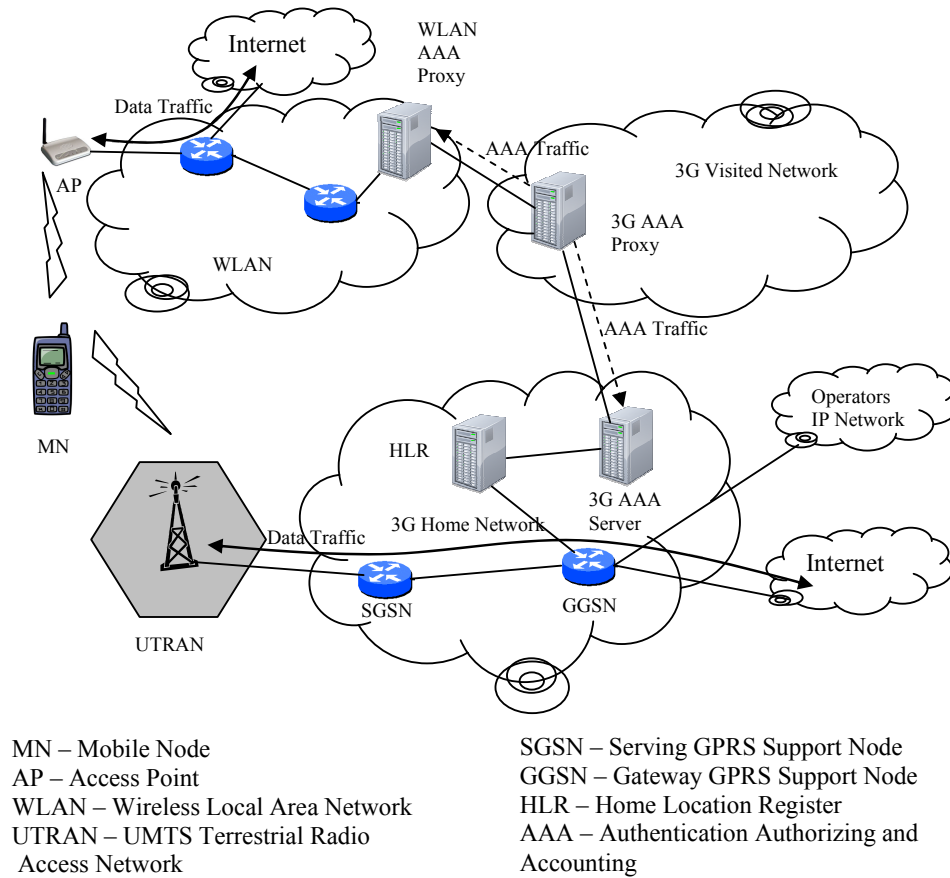 Internet
WLAN
AAA
Proxy
Data Traffic
AP
WLAN
AAA Traffic
3G Visited Network
3G AAA
Proxy
AAA Traffic
MN
HLR
3G AAA
Server
Operators
IP Network
3G Home Network
Data Traffic
Internet
SGSN
GGSN
UTRAN
MN – Mobile Node
AP – Access Point
WLAN – Wireless Local Area Network
UTRAN – UMTS Terrestrial Radio
Access Network
SGSN – Serving GPRS Support Node
GGSN – Gateway GPRS Support Node
HLR – Home Location Register
AAA – Authentication Authorizing and
Accounting